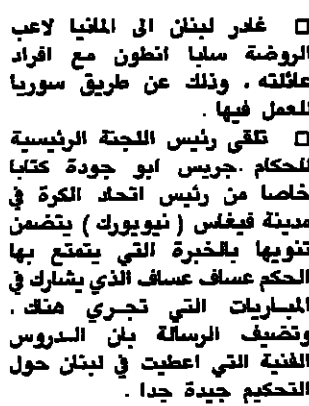 □ غادر لبنان الى المانيا لاعب
الروضة سابا انطون مع افراد
عائلته ، وذلك عن طريق سوريا
للعمل فيها .
□ تلقى رئيس اللجنة الرئيسية
للحكام .جريس ابو جودة كتابا
خاصا من رئيس اتحاد الكرة في
مدينة فيغاس ( نيويورك ) يتضمن
تنويها بالخبرة التي يتمتع بها
الحكم عساف عساف الذي يشارك في
المباريات التي تجري هناك .
وتضيف الرسالة بان الدروس
الفنية التي اعطيت في لبنان حول
التحكيم جيدة جدا .